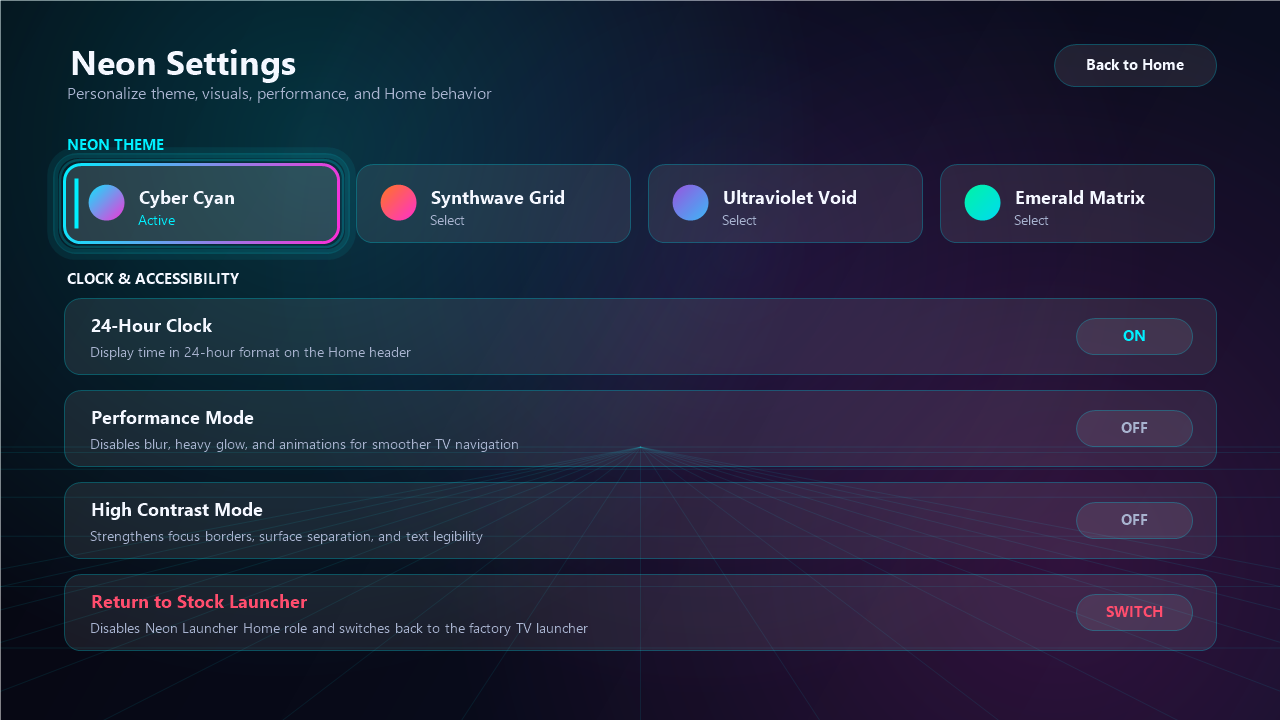 Neon Settings
Back to Home
Personalize theme, visuals, performance, and Home behavior
NEON THEME
Cyber Cyan
Active
Synthwave Grid
Select
Ultraviolet Void
Select
Emerald Matrix
Select
CLOCK & ACCESSIBILITY
24-Hour Clock
Display time in 24-hour format on the Home header
ON
Performance Mode
Disables blur, heavy glow, and animations for smoother TV navigation
OFF
High Contrast Mode
Strengthens focus borders, surface separation, and text legibility
OFF
Return to Stock Launcher
Disables Neon Launcher Home role and switches back to the factory TV launcher
SWITCH